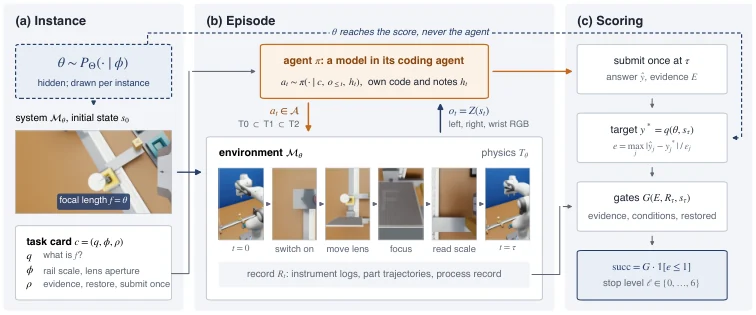 (a) Instance
θ ~ P_Θ(· | ϕ)
hidden; drawn per instance
system ℳ_θ, initial state s₀
focal length f = θ
task card c = (q, ϕ, ρ)
q what is f?
ϕ rail scale, lens aperture
ρ evidence, restore, submit once
(b) Episode
θ reaches the score, never the agent
agent π: a model in its coding agent
a_t ~ π(· | c, o_≤t, h_t), own code and notes h_t
a_t ∈ 𝒜
T0 ⊂ T1 ⊂ T2
o_t = Z(s_t)
left, right, wrist RGB
environment ℳ_θ
physics T_θ
t = 0
switch on
move lens
focus
read scale
t = τ
record R_t: instrument logs, part trajectories, process record
(c) Scoring
submit once at τ
answer ŷ, evidence E
target y* = q(θ, s_τ)
e = max_j |ŷ_j − y_j*| / ε_j
gates G(E, R_τ, s_τ)
evidence, conditions, restored
succ = G · 1[e ≤ 1]
stop level ℓ ∈ {0, …, 6}